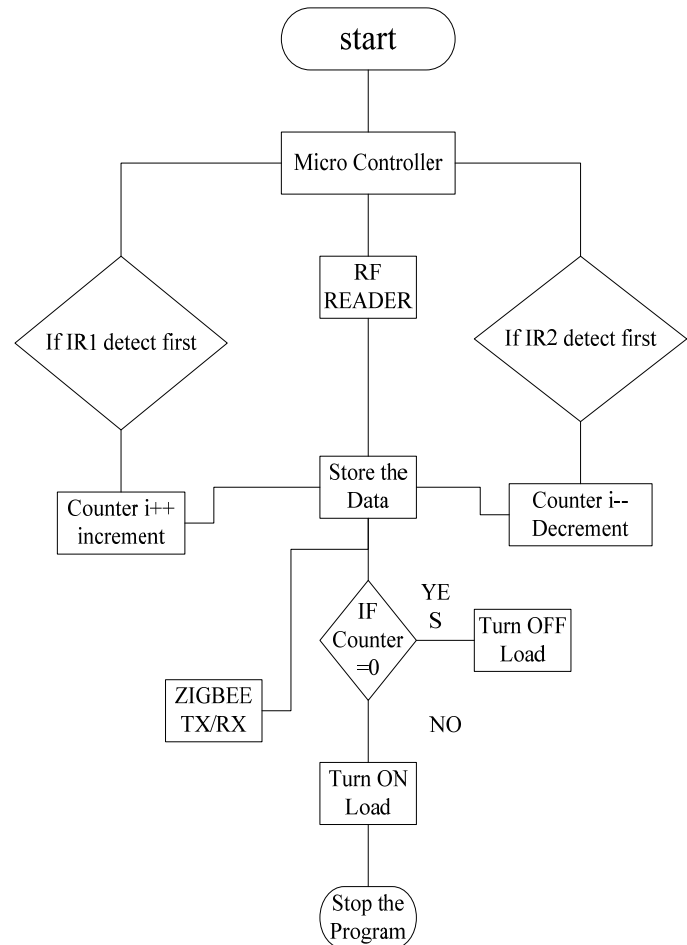 start
Micro Controller
RF
READER
If IR1 detect first
If IR2 detect first
Store the
Data
Counter i++
increment
Counter i--
Decrement
IF
Counter
=0
YE
S
Turn OFF
Load
ZIGBEE
TX/RX
NO
Turn ON
Load
Stop the
Program